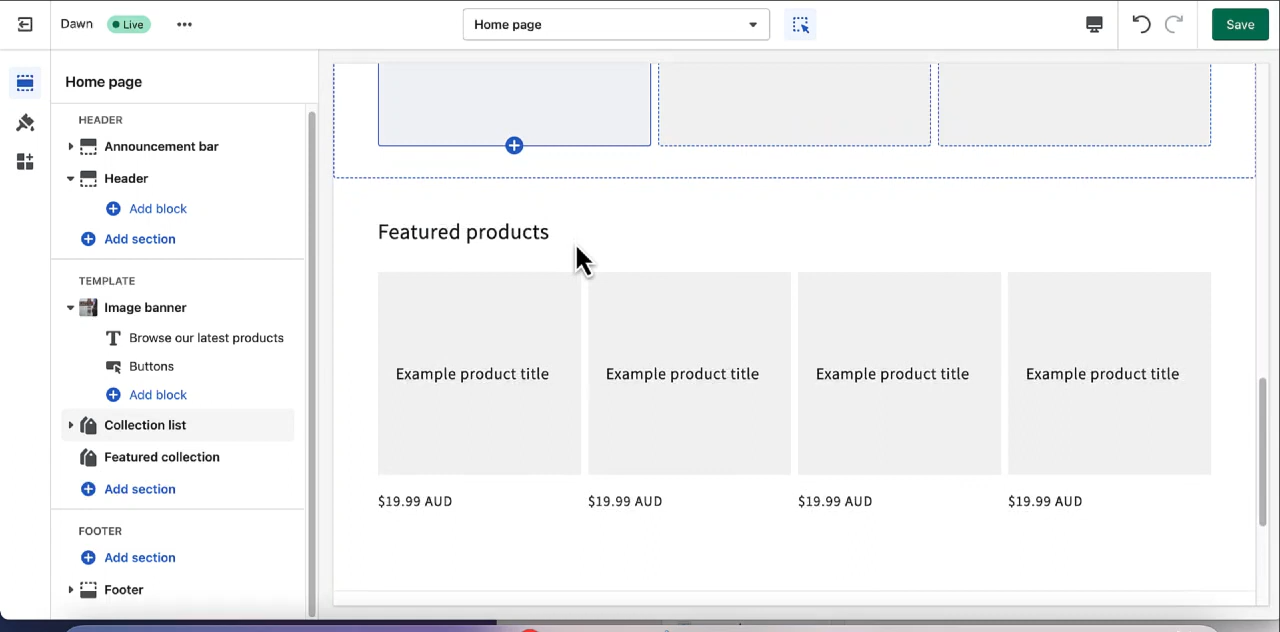 Dawn Live ••• Home page Save
Home page
HEADER
Announcement bar
Header
Add block
Add section
TEMPLATE
Image banner
Browse our latest products
Buttons
Add block
Collection list
Featured collection
Add section
FOOTER
Add section
Footer
Featured products
Example product title Example product title Example product title Example product title
$19.99 AUD $19.99 AUD $19.99 AUD $19.99 AUD